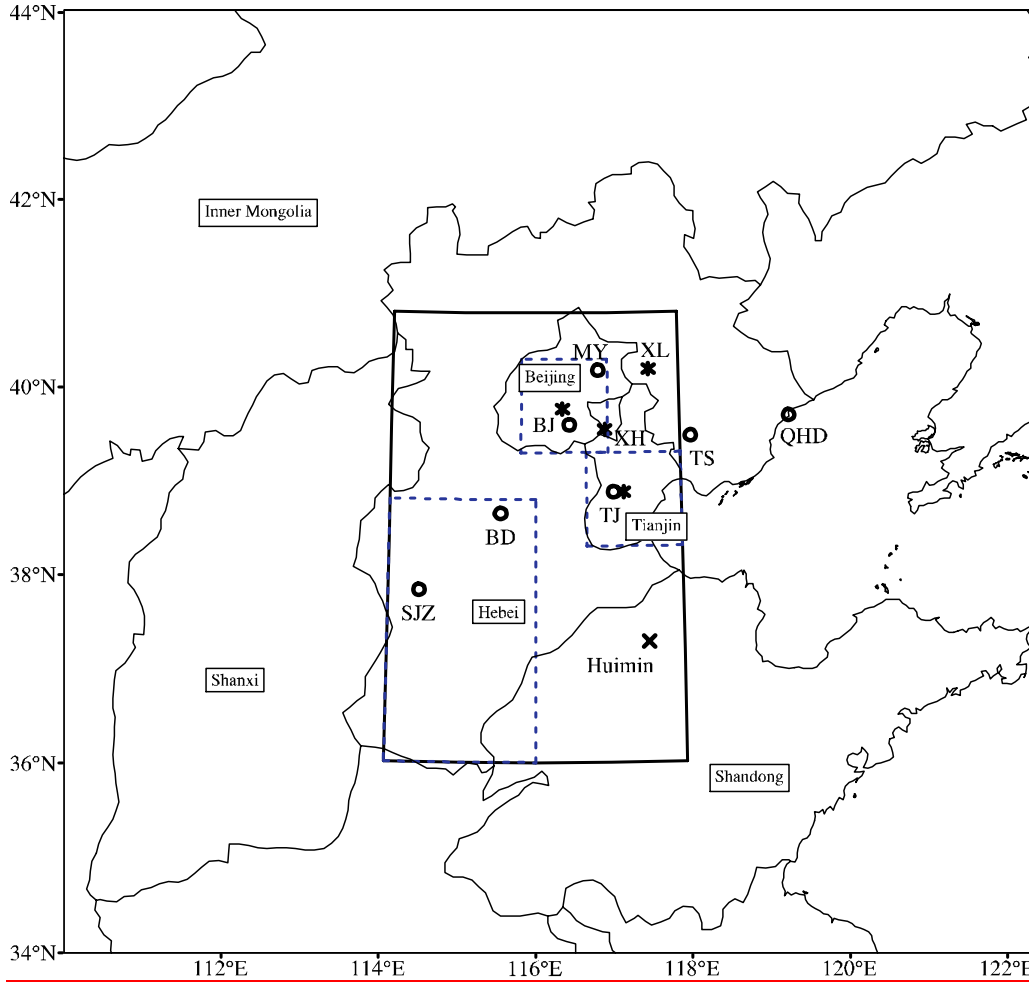 44°N
42°N
Inner Mongolia
MY
XL
40°N
Beijing
BJ
XH
QHD
TS
TJ
Tianjin
BD
38°N
SJZ
Hebei
Huimin
Shanxi
36°N
Shandong
34°N
112°E
114°E
116°E
118°E
120°E
122°E